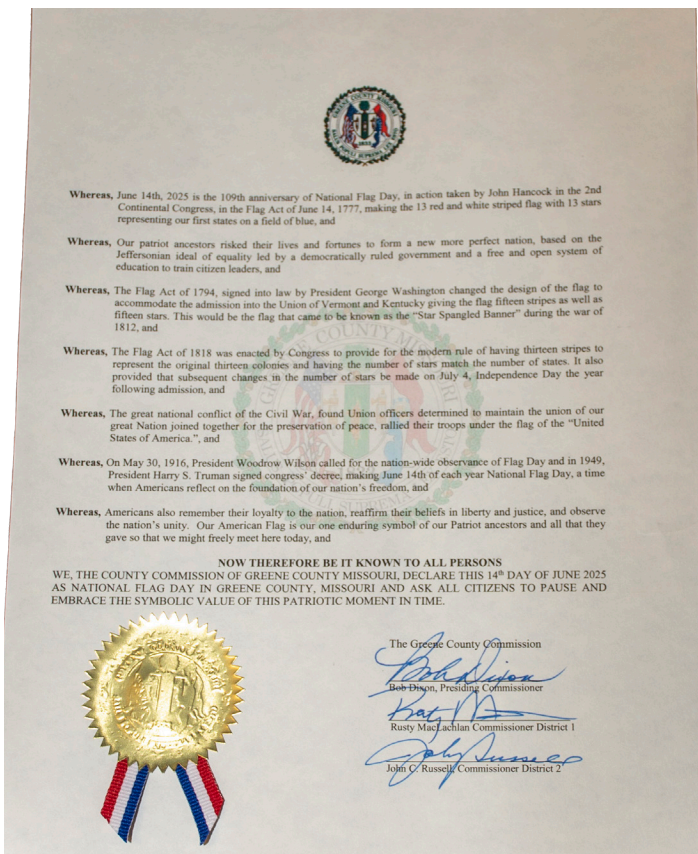 GREENE COUNTY MISSOURI
Whereas, June 14th, 2025 is the 109th anniversary of National Flag Day, in action taken by John Hancock in the 2nd
Continental Congress, in the Flag Act of June 14, 1777, making the 13 red and white striped flag with 13 stars
representing our first states on a field of blue, and
Whereas, Our patriot ancestors risked their lives and fortunes to form a new more perfect nation, based on the
Jeffersonian ideal of equality led by a democratically ruled government and a free and open system of
education to train citizen leaders, and
Whereas, The Flag Act of 1794, signed into law by President George Washington changed the design of the flag to
accommodate the admission into the Union of Vermont and Kentucky giving the flag fifteen stripes as well as
fifteen stars. This would be the flag that came to be known as the “Star Spangled Banner” during the war of
1812, and
Whereas, The Flag Act of 1818 was enacted by Congress to provide for the modern rule of having thirteen stripes to
represent the original thirteen colonies and having the number of stars match the number of states. It also
provided that subsequent changes in the number of stars be made on July 4, Independence Day the year
following admission, and
Whereas, The great national conflict of the Civil War, found Union officers determined to maintain the union of our
great Nation joined together for the preservation of peace, rallied their troops under the flag of the “United
States of America.”, and
Whereas, On May 30, 1916, President Woodrow Wilson called for the nation-wide observance of Flag Day and in 1949,
President Harry S. Truman signed congress’ decree, making June 14th of each year National Flag Day, a time
when Americans reflect on the foundation of our nation’s freedom, and
Whereas, Americans also remember their loyalty to the nation, reaffirm their beliefs in liberty and justice, and observe
the nation’s unity. Our American Flag is our one enduring symbol of our Patriot ancestors and all that they
gave so that we might freely meet here today, and
NOW THEREFORE BE IT KNOWN TO ALL PERSONS
WE, THE COUNTY COMMISSION OF GREENE COUNTY MISSOURI, DECLARE THIS 14th DAY OF JUNE 2025
AS NATIONAL FLAG DAY IN GREENE COUNTY, MISSOURI AND ASK ALL CITIZENS TO PAUSE AND
EMBRACE THE SYMBOLIC VALUE OF THIS PATRIOTIC MOMENT IN TIME.
The Greene County Commission
Bob Dixon
Bob Dixon, Presiding Commissioner
Rusty MacLachlan Commissioner District 1
John Russell
John C. Russell, Commissioner District 2